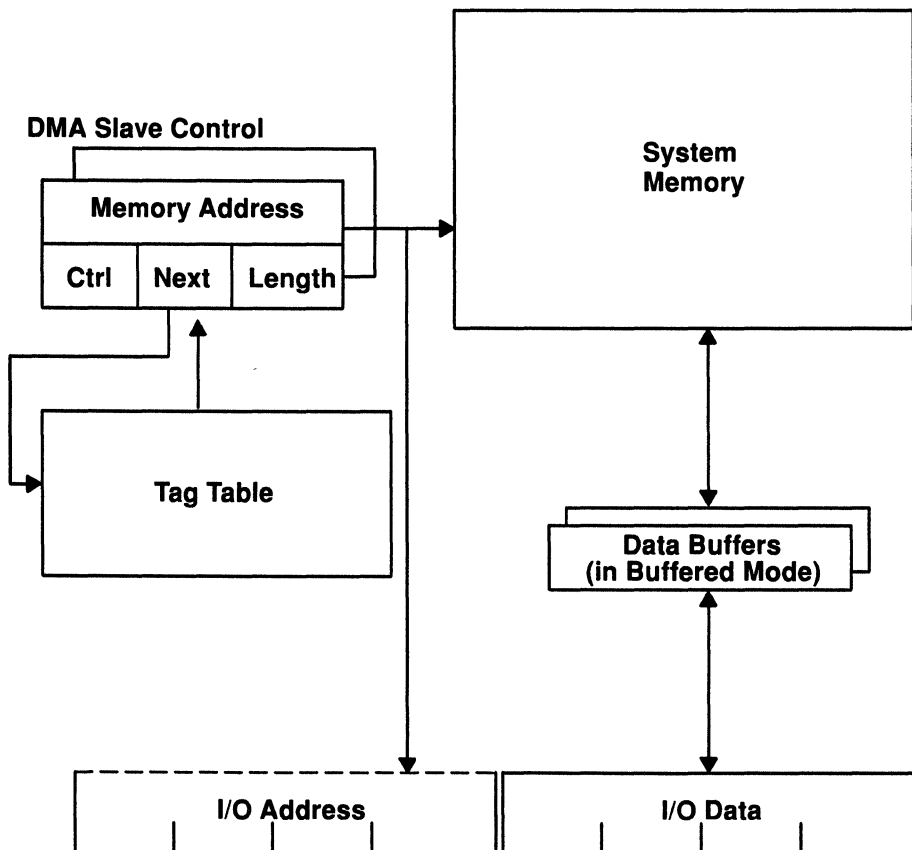 DMA Slave Control
System
Memory
Memory Address
Ctrl
Next
Length
Tag Table
Data Buffers
(in Buffered Mode)
I/O Address
I/O Data